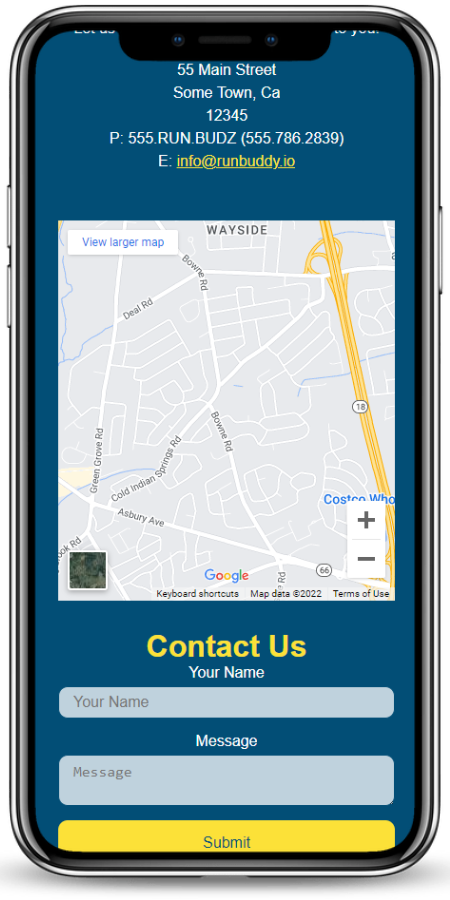 Let us to you!
55 Main Street
Some Town, Ca
12345
P: 555.RUN.BUDZ (555.786.2839)
E: info@runbuddy.io
View larger map
WAYSIDE
Bowne Rd
Deal Rd
18
Bowne Rd
Green Grove Rd
Cold Indian Springs Rd
Costco Who
+
Asbury Ave
−
ook Rd
e Rd
66
Google
Keyboard shortcuts Map data ©2022 Terms of Use
Contact Us
Your Name
Your Name
Message
Message
Submit